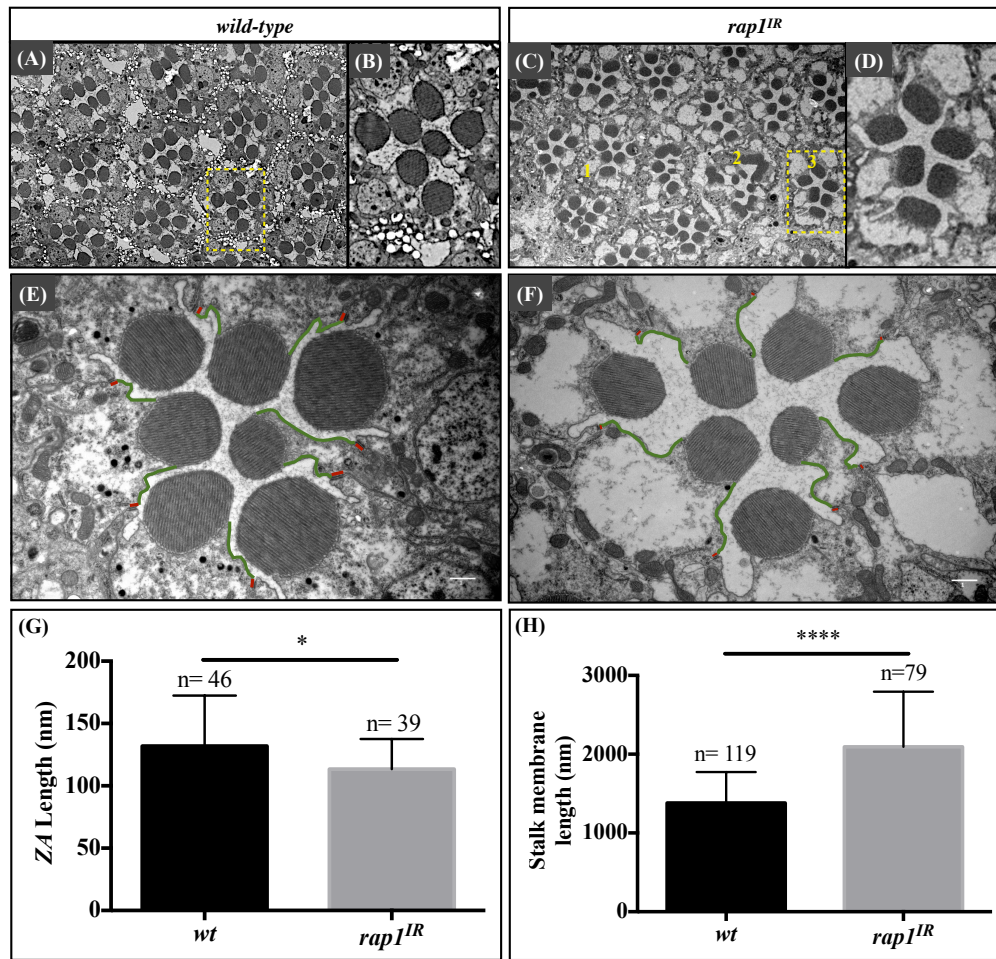 wild-type
rap1IR
(A)
(B)
(C)
(D)
1
2
3
(E)
(F)
(G)
*
200
n= 46
150
n= 39
100
50
0
ZA Length (nm)
wt
rap1IR
(H)
****
3000
n=79
n= 119
2000
1000
0
Stalk membrane
length (nm)
wt
rap1IR